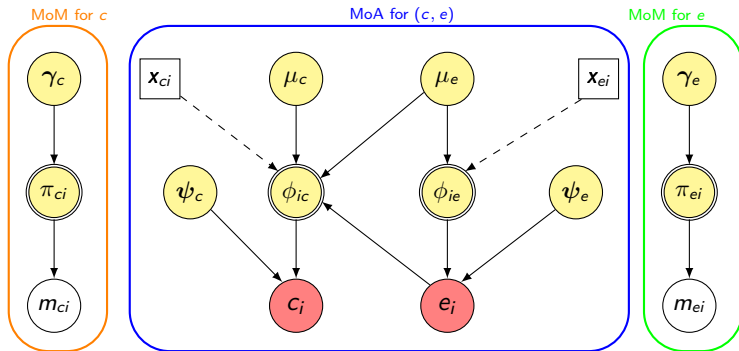 MoM for c
MoA for (c, e)
MoM for e
γc
xci
μc
μe
xei
γe
πci
ψc
ϕic
ϕie
ψe
πei
mci
ci
ei
mei